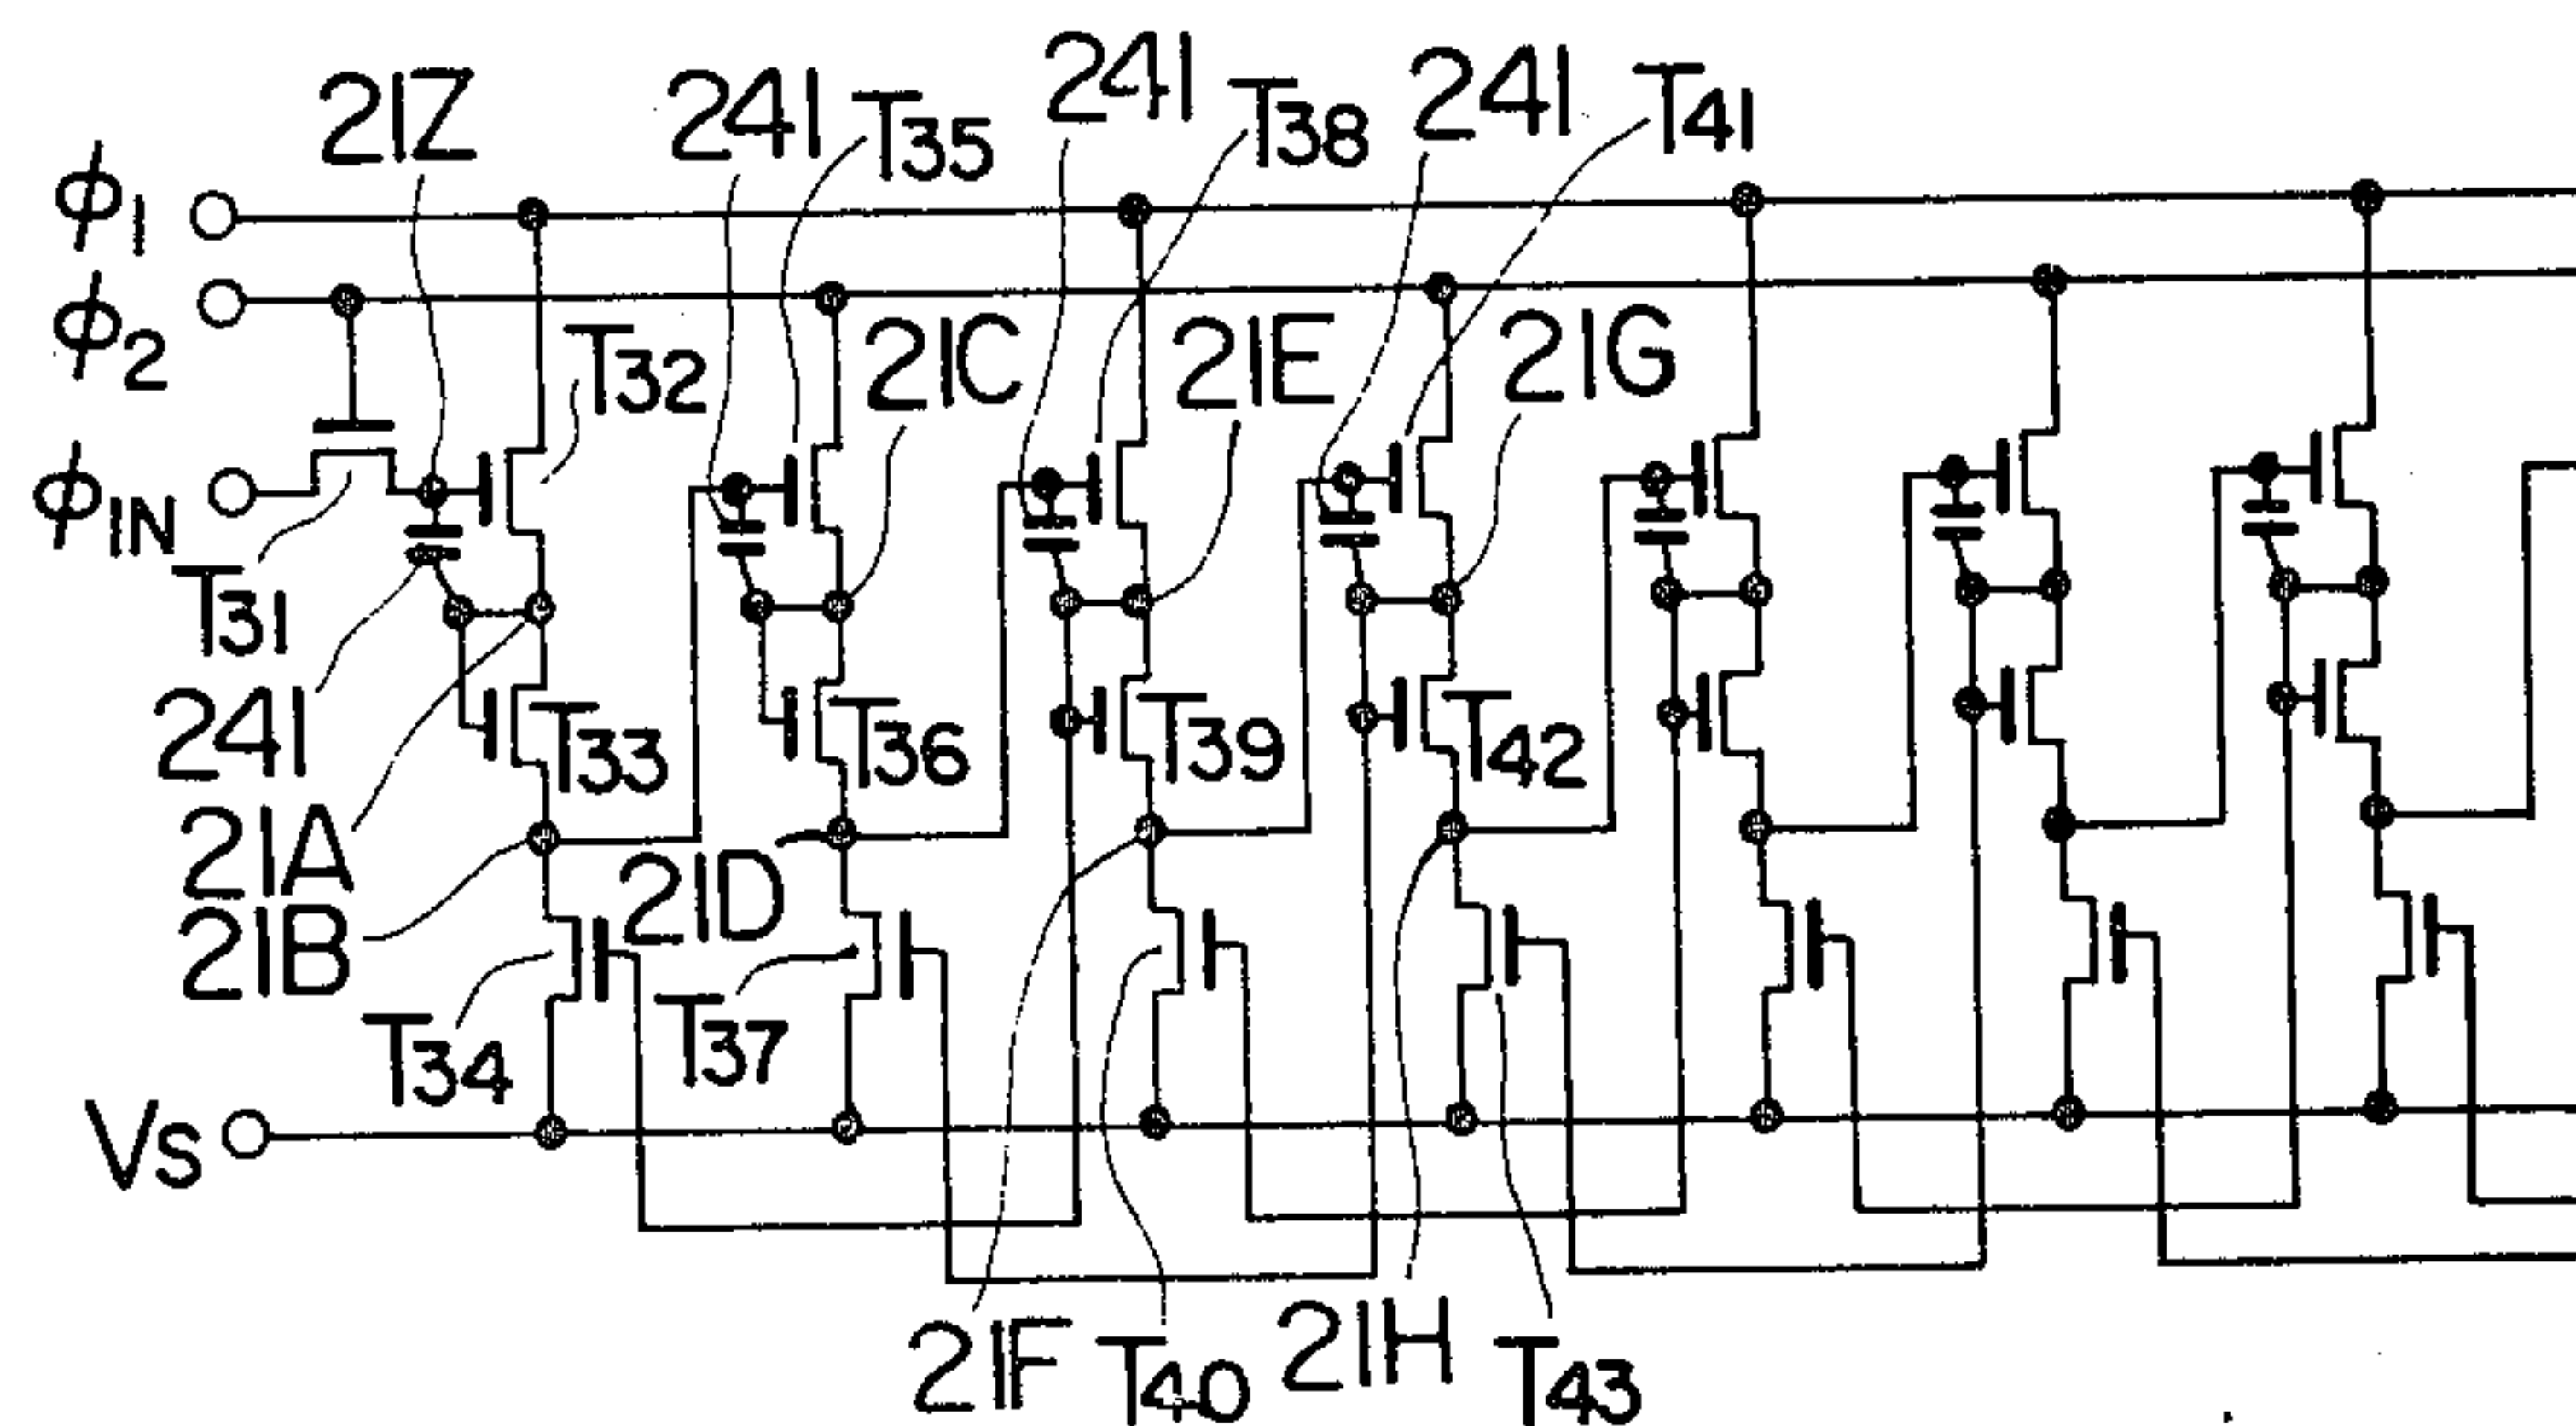 21Z 241 T35 241 T38 241 T41
ϕ1
ϕ2
T32 21C 21E 21G
ϕIN
T31
241 T33 T36 T39 T42
21A
21B 21D
T34 T37
VS
21F T40 21H T43